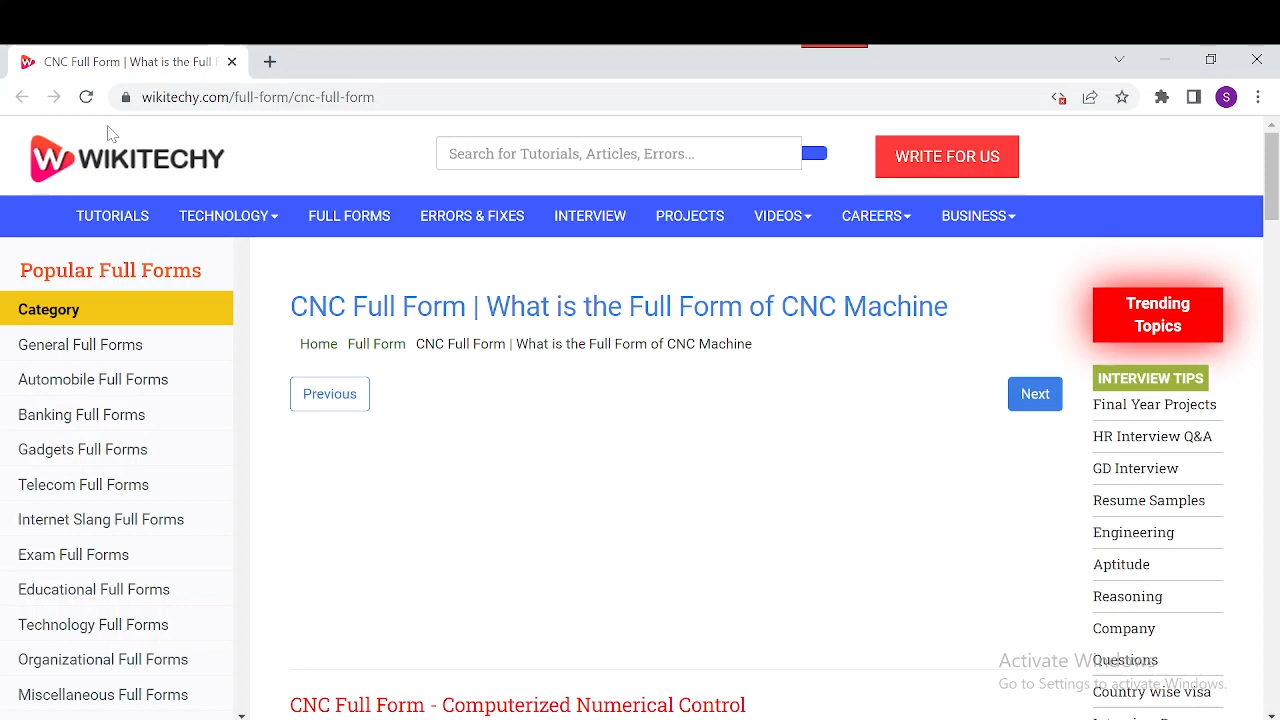 CNC Full Form | What is the Full
wikitechy.com/full-form/cnc-full-form
S
W WIKITECHY
Search for Tutorials, Articles, Errors...
WRITE FOR US
TUTORIALS TECHNOLOGY FULL FORMS ERRORS & FIXES INTERVIEW PROJECTS VIDEOS CAREERS BUSINESS
Popular Full Forms
Category
General Full Forms
Automobile Full Forms
Banking Full Forms
Gadgets Full Forms
Telecom Full Forms
Internet Slang Full Forms
Exam Full Forms
Educational Full Forms
Technology Full Forms
Organizational Full Forms
Miscellaneous Full Forms
CNC Full Form | What is the Full Form of CNC Machine
Home Full Form CNC Full Form | What is the Full Form of CNC Machine
Previous
Next
CNC Full Form - Computerized Numerical Control
Trending
Topics
INTERVIEW TIPS
Final Year Projects
HR Interview Q&A
GD Interview
Resume Samples
Engineering
Aptitude
Reasoning
Company
Questions
Country wise visa
Activate Windows
Go to Settings to activate Windows.